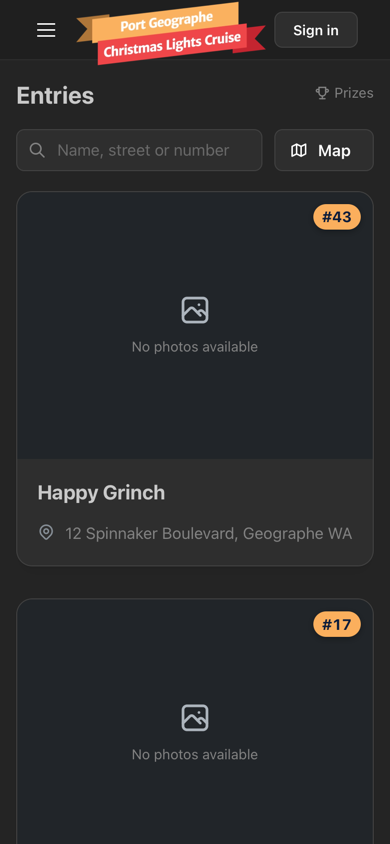 Port Geographe
Christmas Lights Cruise
Sign in
Entries
Prizes
Name, street or number
Map
#43
No photos available
Happy Grinch
12 Spinnaker Boulevard, Geographe WA
#17
No photos available